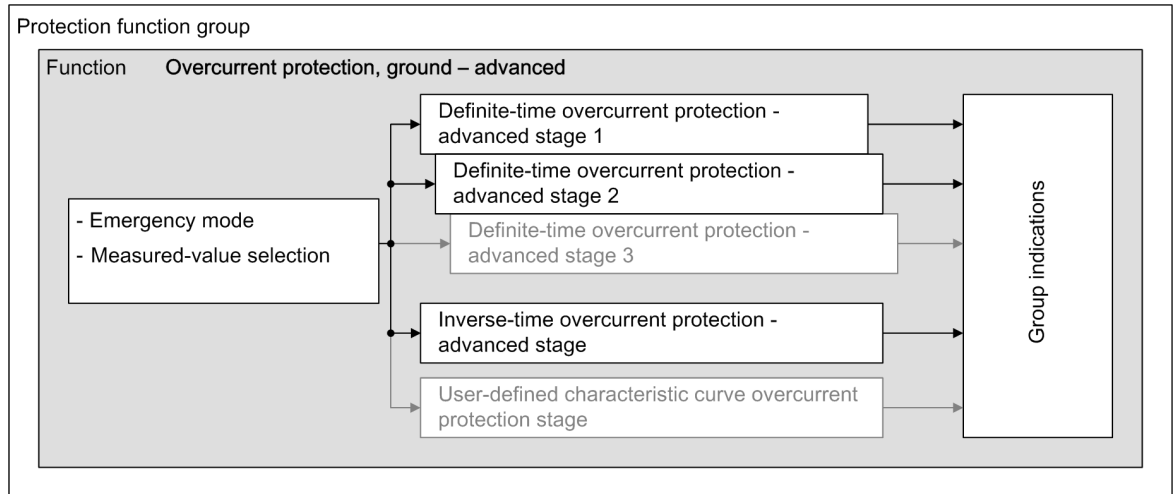 Protection function group
Function Overcurrent protection, ground – advanced
Definite-time overcurrent protection -
advanced stage 1
Definite-time overcurrent protection -
advanced stage 2
- Emergency mode
- Measured-value selection
Definite-time overcurrent protection -
advanced stage 3
Inverse-time overcurrent protection -
advanced stage
User-defined characteristic curve overcurrent
protection stage
Group indications